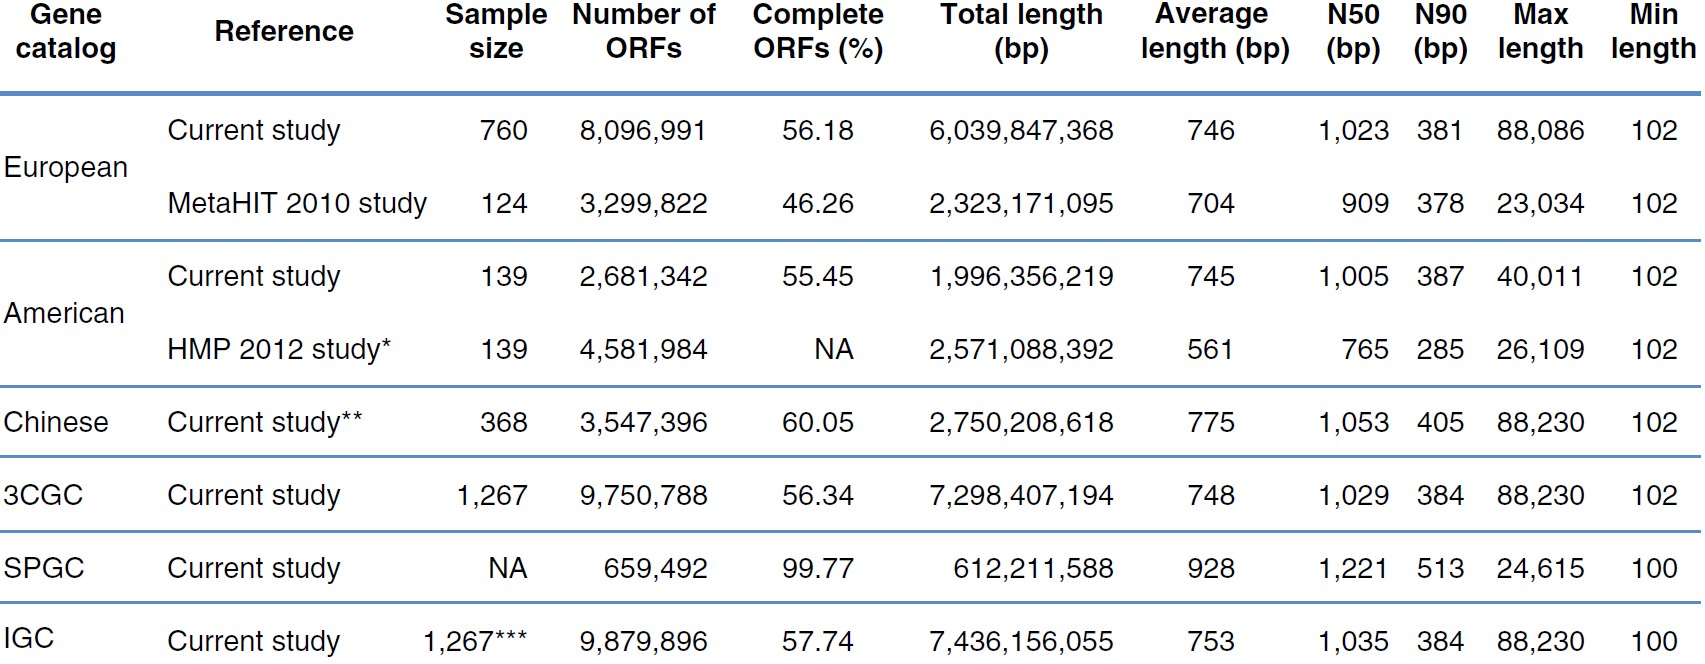 Gene catalog Reference Sample size Number of ORFs Complete ORFs (%) Total length (bp) Average length (bp) N50 (bp) N90 (bp) Max length Min length
European
Current study 760 8,096,991 56.18 6,039,847,368 746 1,023 381 88,086 102
MetaHIT 2010 study 124 3,299,822 46.26 2,323,171,095 704 909 378 23,034 102
American
Current study 139 2,681,342 55.45 1,996,356,219 745 1,005 387 40,011 102
HMP 2012 study* 139 4,581,984 NA 2,571,088,392 561 765 285 26,109 102
Chinese Current study** 368 3,547,396 60.05 2,750,208,618 775 1,053 405 88,230 102
3CGC Current study 1,267 9,750,788 56.34 7,298,407,194 748 1,029 384 88,230 102
SPGC Current study NA 659,492 99.77 612,211,588 928 1,221 513 24,615 100
IGC Current study 1,267*** 9,879,896 57.74 7,436,156,055 753 1,035 384 88,230 100